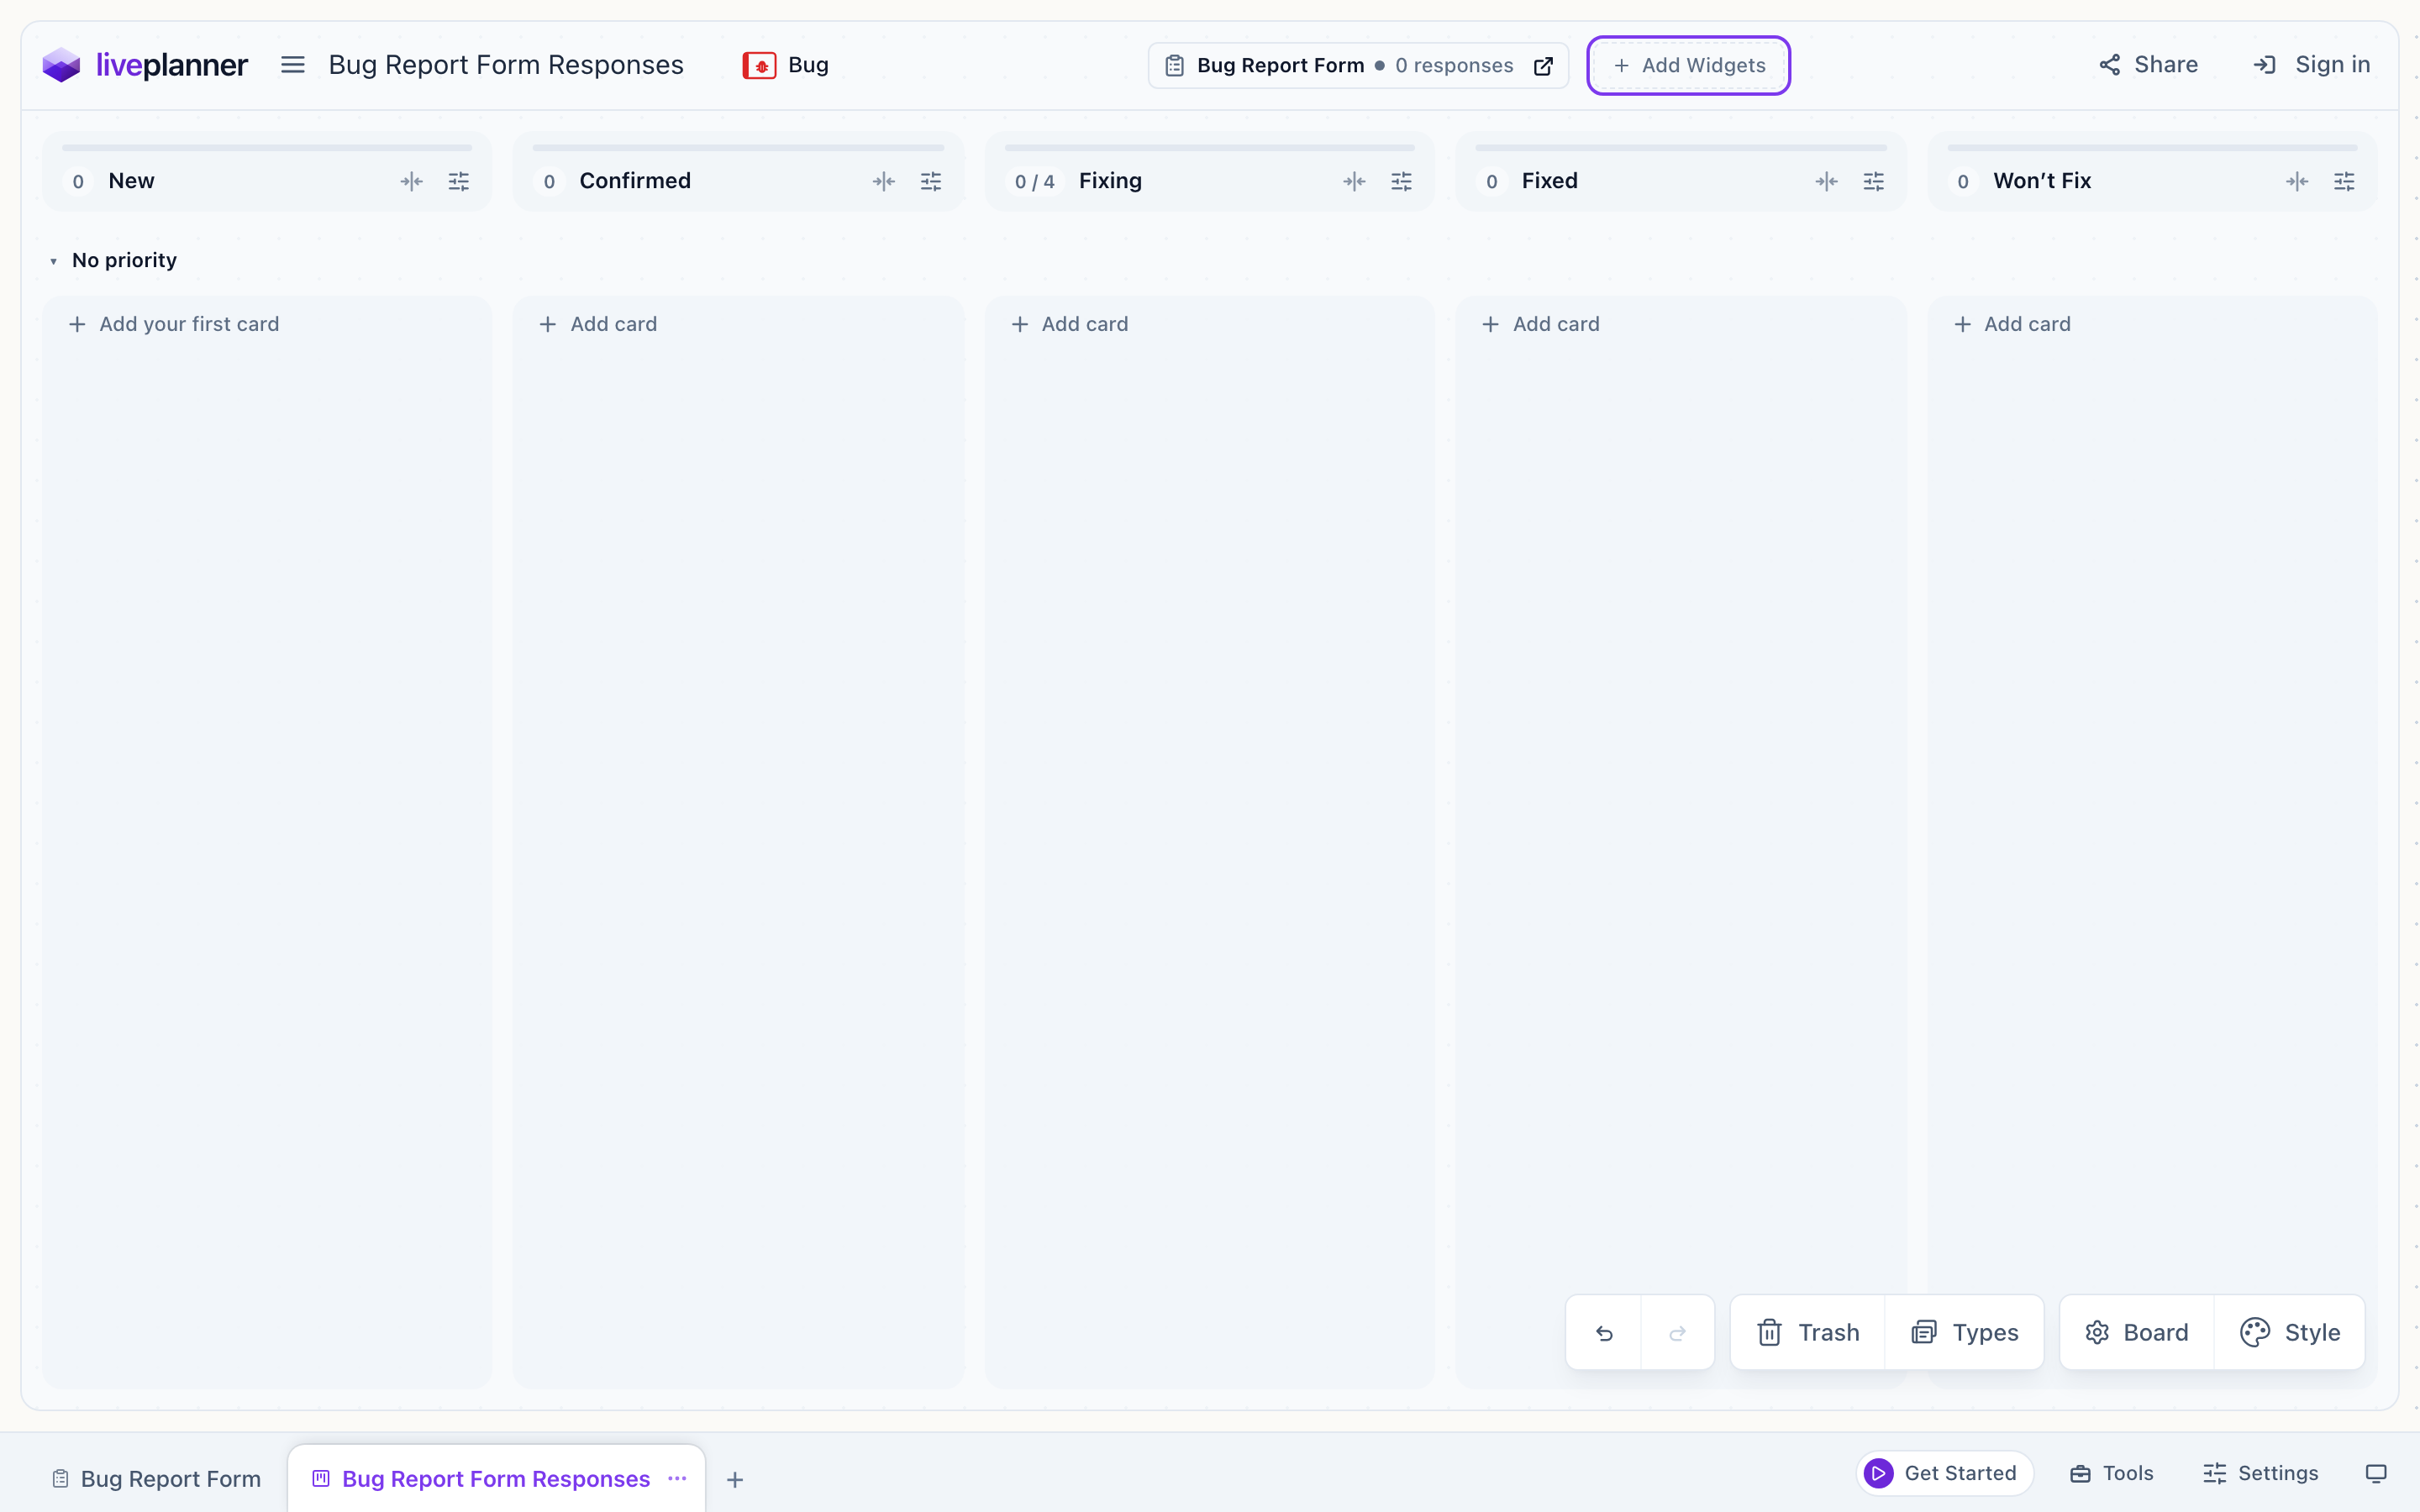 liveplanner
Bug Report Form Responses
Bug
Bug Report Form
0 responses
Add Widgets
Share
Sign in
0 New
0 Confirmed
0 / 4 Fixing
0 Fixed
0 Won’t Fix
No priority
Add your first card
Add card
Add card
Add card
Add card
Trash
Types
Board
Style
Bug Report Form
Bug Report Form Responses
Get Started
Tools
Settings